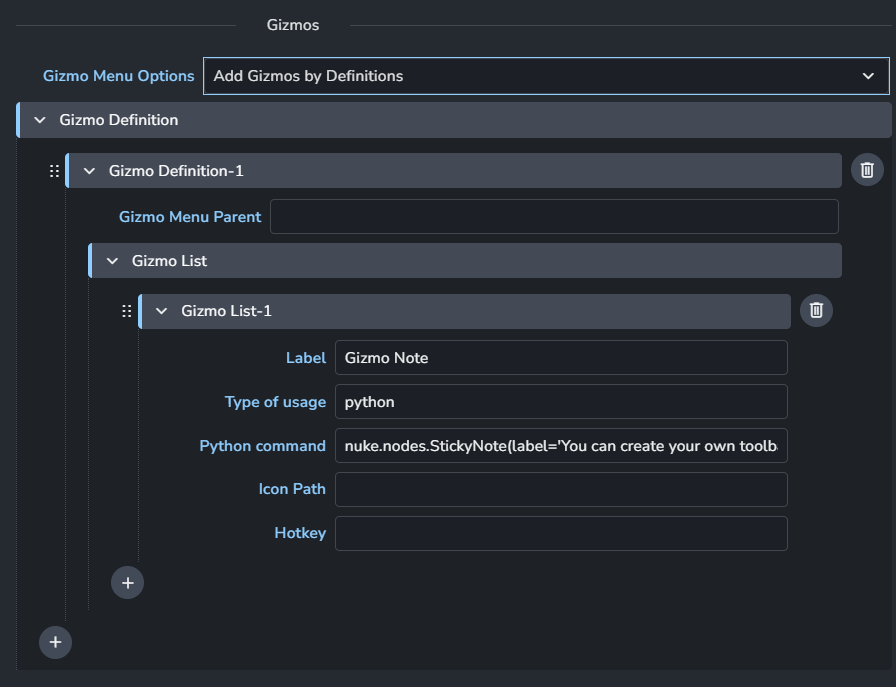 Gizmos
Gizmo Menu Options Add Gizmos by Definitions
Gizmo Definition
Gizmo Definition-1
Gizmo Menu Parent
Gizmo List
Gizmo List-1
Label Gizmo Note
Type of usage python
Python command nuke.nodes.StickyNote(label='You can create your own toolb
Icon Path
Hotkey